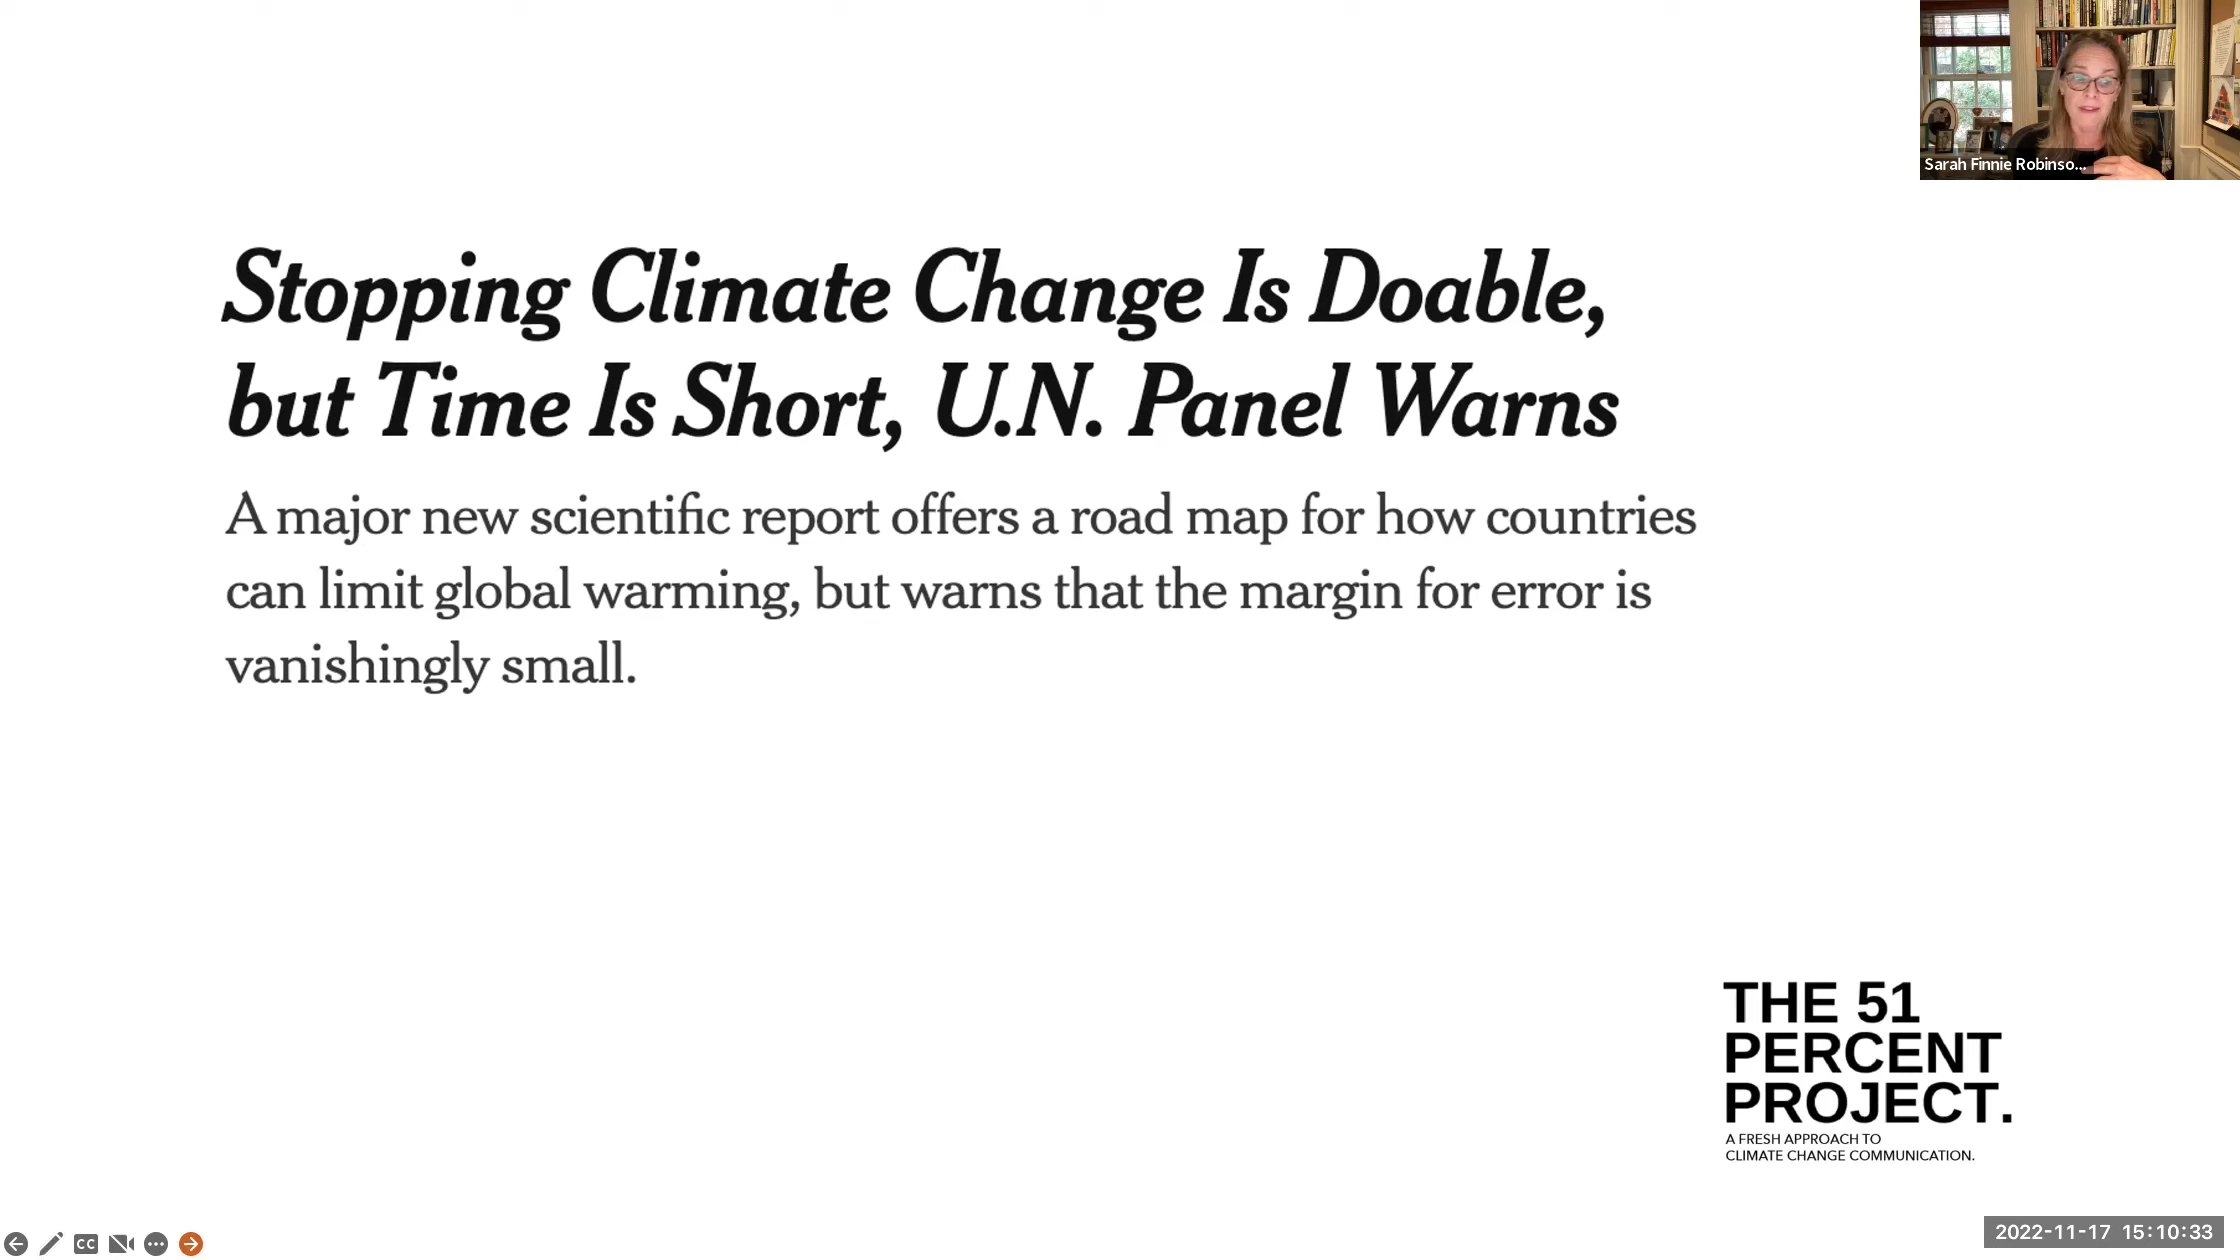 Sarah Finnie Robinso...
Stopping Climate Change Is Doable,
but Time Is Short, U.N. Panel Warns
A major new scientific report offers a road map for how countries
can limit global warming, but warns that the margin for error is
vanishingly small.
THE 51
PERCENT
PROJECT.
A FRESH APPROACH TO
CLIMATE CHANGE COMMUNICATION.
CC
2022-11-17 15:10:33